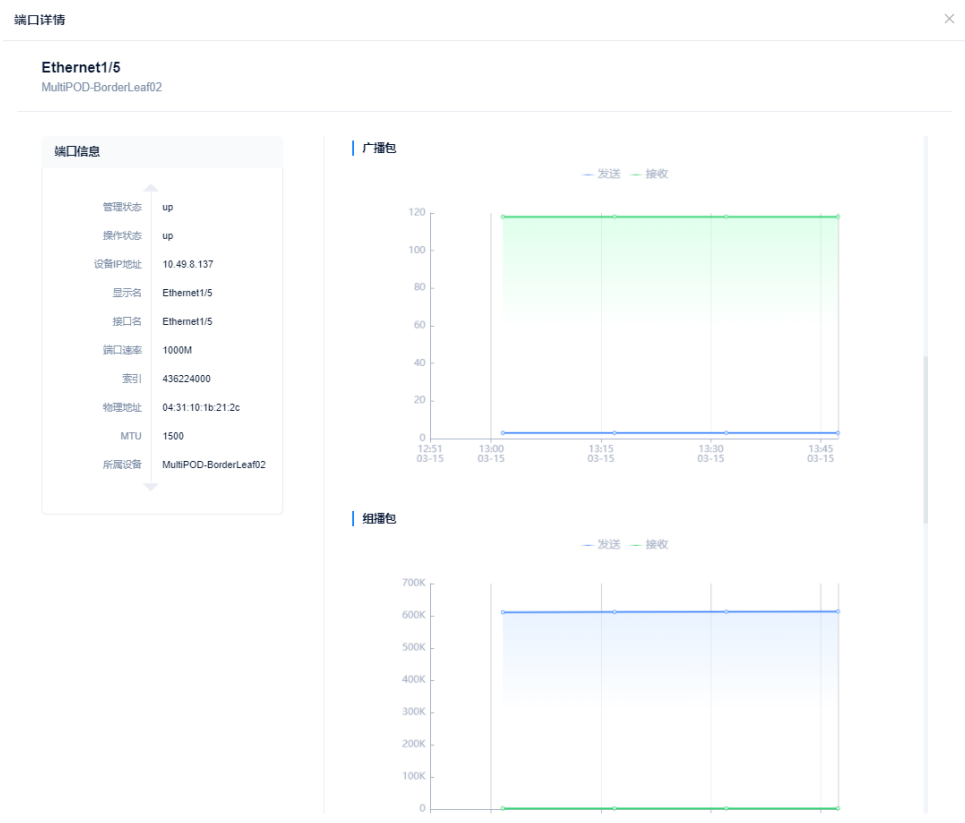 端口详情
Ethernet1/5
MultiPOD-BorderLeaf02
端口信息
管理状态 up
操作状态 up
设备IP地址 10.49.8.137
显示名 Ethernet1/5
接口名 Ethernet1/5
端口速率 1000M
索引 436224000
物理地址 04:31:10:1b:21:2c
MTU 1500
所属设备 MultiPOD-BorderLeaf02
广播包
发送 接收
120
100
80
60
40
20
0
12:51 13:00 13:15 13:30 13:45
03-15 03-15 03-15 03-15 03-15
组播包
发送 接收
700K
600K
500K
400K
300K
200K
100K
0